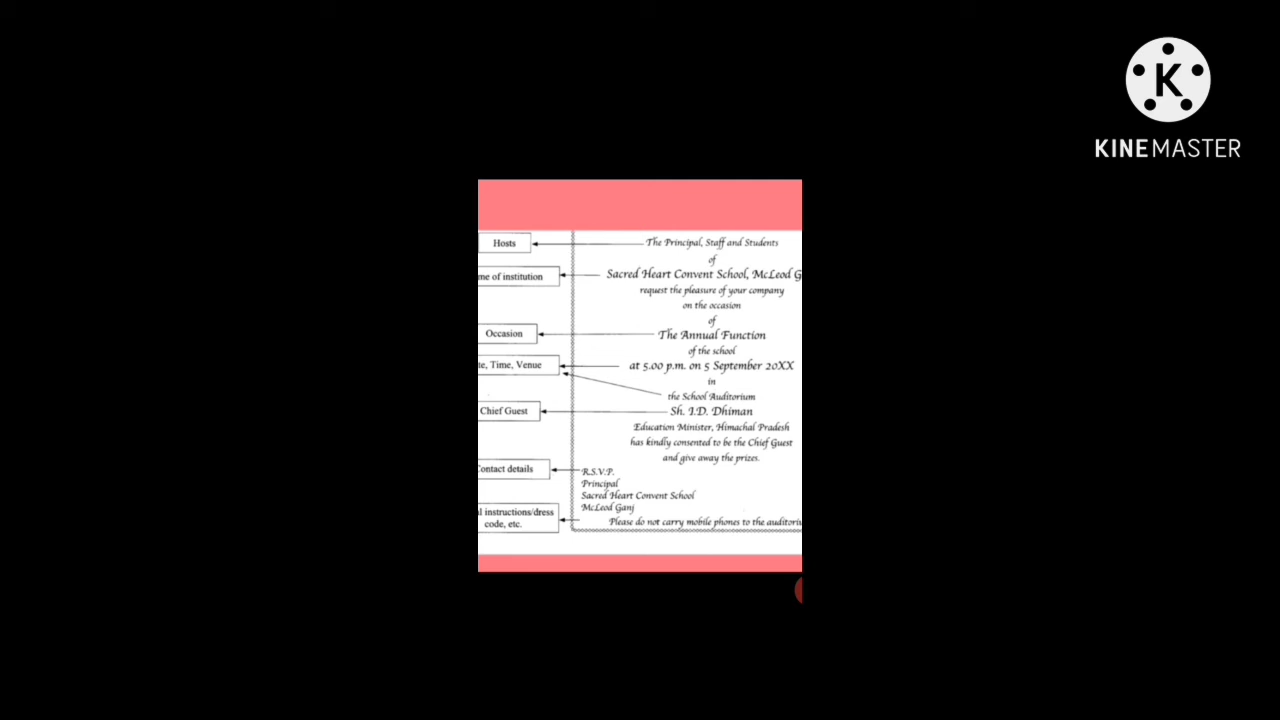 K
KINEMASTER
Hosts
The Principal, Staff and Students
of
me of institution
Sacred Heart Convent School, McLeod G
request the pleasure of your company
on the occasion
of
Occasion
The Annual Function
of the school
te, Time, Venue
at 5.00 p.m. on 5 September 20XX
in
the School Auditorium
Chief Guest
Sh. I.D. Dhiman
Education Minister, Himachal Pradesh
has kindly consented to be the Chief Guest
and give away the prizes.
Contact details
R.S.V.P.
Principal
Sacred Heart Convent School
McLeod Ganj
l instructions/dress
code, etc.
Please do not carry mobile phones to the auditoriu